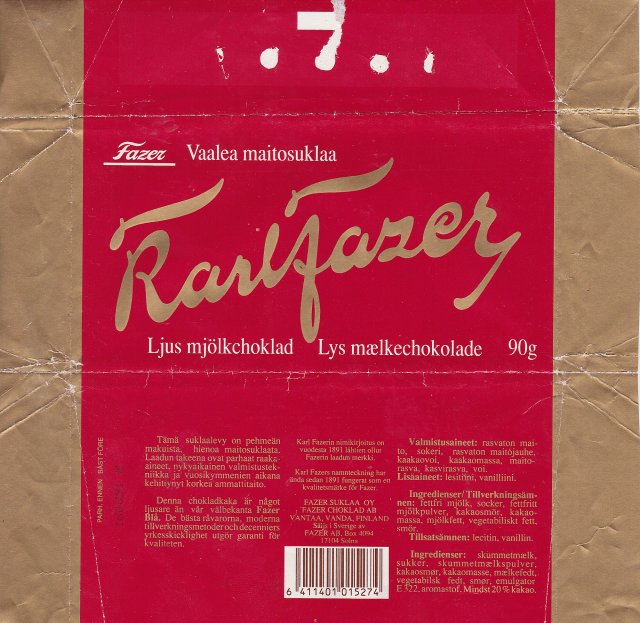 7
Fazer Vaalea maitosuklaa
Karl Fazer
Ljus mjölkchoklad Lys mælkechokolade 90g
PARH. ENNEN BÄST FÖRE
Tämä suklaalevy on pehmeän
makuista, hienoa maitosuklaata.
Laadun takeena ovat parhaat raaka-
aineet, nykyaikainen valmistustek-
niikka ja vuosikymmenien aikana
kehittynyt korkea ammattitaito.
Denna chokladkaka är något
ljusare än vår välbekanta Fazer
Blå. De bästa råvarorna, moderna
tillverkningsmetoder och decenniers
yrkesskicklighet utgör garanti för
kvaliteten.
Karl Fazerin nimikirjoitus on
vuodesta 1891 lähtien ollut
Fazerin laadun merkki.
Karl Fazers namnteckning har
ända sedan 1891 fungerat som en
kvalitetsmärke för Fazer.
FAZER SUKLAA OY
FAZER CHOKLAD AB
VANTAA, VANDA, FINLAND
Säljs i Sverige av
FAZER AB, Box 4094
17104 Solna
6 411401 015274
Valmistusaineet: rasvaton mai-
to, sokeri, rasvaton maitojauhe,
kaakaovoi, kaakaomassa, maito-
rasva, kasvirasva, voi.
Lisäaineet: lesitiini, vanilliini.
Ingredienser/Tillverkningsäm-
nen: fettfri mjölk, socker, fettfritt
mjölkpulver, kakaosmör, kakao-
massa, mjölkfett, vegetabiliskt fett,
smör.
Tillsatsämnen: lecitin, vanillin.
Ingredienser: skummetmælk,
sukker, skummetmælkspulver,
kakaosmør, kakaomasse, mælkefedt,
vegetabilsk fedt, smør, emulgator
E 322, aromastof. Mindst 20% kakao.